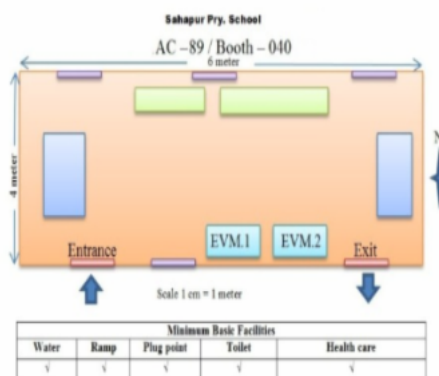 Sahapur Pry. School
AC – 89 / Booth – 040
6 meter
4 meter
N
EVM.1 EVM.2
Entrance Exit
Scale 1 cm = 1 meter
Minimum Basic Facilities
Water Ramp Plug point Toilet Health care
√ √ √ √ √